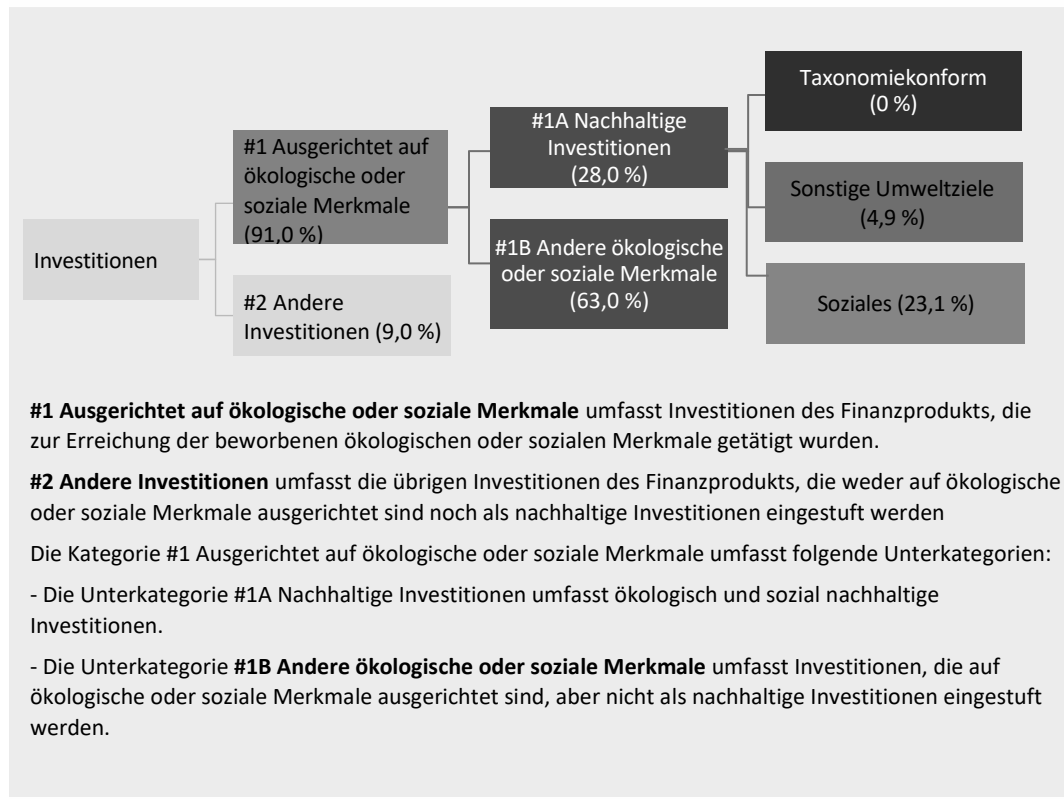 Investitionen
#1 Ausgerichtet auf
ökologische oder
soziale Merkmale
(91,0 %)
#2 Andere
Investitionen (9,0 %)
#1A Nachhaltige
Investitionen
(28,0 %)
#1B Andere ökologische
oder soziale Merkmale
(63,0 %)
Taxonomiekonform
(0 %)
Sonstige Umweltziele
(4,9 %)
Soziales (23,1 %)
#1 Ausgerichtet auf ökologische oder soziale Merkmale umfasst Investitionen des Finanzprodukts, die
zur Erreichung der beworbenen ökologischen oder sozialen Merkmale getätigt wurden.
#2 Andere Investitionen umfasst die übrigen Investitionen des Finanzprodukts, die weder auf ökologische
oder soziale Merkmale ausgerichtet sind noch als nachhaltige Investitionen eingestuft werden
Die Kategorie #1 Ausgerichtet auf ökologische oder soziale Merkmale umfasst folgende Unterkategorien:
- Die Unterkategorie #1A Nachhaltige Investitionen umfasst ökologisch und sozial nachhaltige
Investitionen.
- Die Unterkategorie #1B Andere ökologische oder soziale Merkmale umfasst Investitionen, die auf
ökologische oder soziale Merkmale ausgerichtet sind, aber nicht als nachhaltige Investitionen eingestuft
werden.